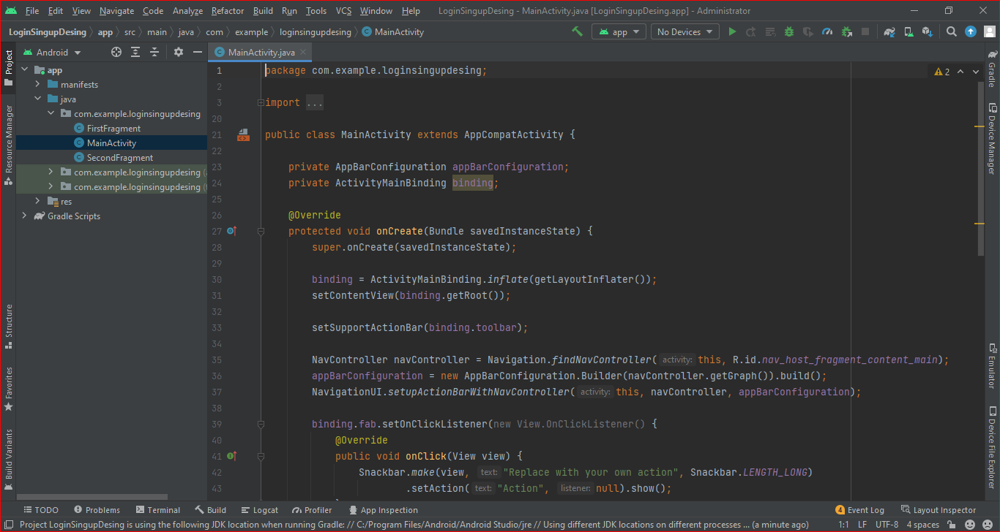 File Edit View Navigate Code Analyze Refactor Build Run Tools VCS Window Help LoginSingupDesing - MainActivity.java [LoginSingupDesing.app] - Administrator
LoginSingupDesing app src main java com example loginsingupdesing MainActivity app No Devices
Android
MainActivity.java
Project
Resource Manager
Structure
Favorites
Build Variants
app
manifests
java
com.example.loginsingupdesing
FirstFragment
MainActivity
SecondFragment
com.example.loginsingupdesing
com.example.loginsingupdesing
res
Gradle Scripts
1 package com.example.loginsingupdesing;
2
3 import ...
20
21 public class MainActivity extends AppCompatActivity {
22
23 private AppBarConfiguration appBarConfiguration;
24 private ActivityMainBinding binding;
25
26 @Override
27 protected void onCreate(Bundle savedInstanceState) {
28 super.onCreate(savedInstanceState);
29
30 binding = ActivityMainBinding.inflate(getLayoutInflater());
31 setContentView(binding.getRoot());
32
33 setSupportActionBar(binding.toolbar);
34
35 NavController navController = Navigation.findNavController( activity: this, R.id.nav_host_fragment_content_main);
36 appBarConfiguration = new AppBarConfiguration.Builder(navController.getGraph()).build();
37 NavigationUI.setupActionBarWithNavController( activity: this, navController, appBarConfiguration);
38
39 binding.fab.setOnClickListener(new View.OnClickListener() {
40 @Override
41 public void onClick(View view) {
42 Snackbar.make(view, text: "Replace with your own action", Snackbar.LENGTH_LONG)
43 .setAction( text: "Action", listener: null).show();
2
Gradle
Device Manager
Emulator
Device File Explorer
TODO Problems Terminal Build Logcat Profiler App Inspection 4 Event Log Layout Inspector
Project LoginSingupDesing is using the following JDK location when running Gradle: // C:/Program Files/Android/Android Studio/jre // Using different JDK locations on different processes ... (a minute ago) 1:1 LF UTF-8 4 spaces